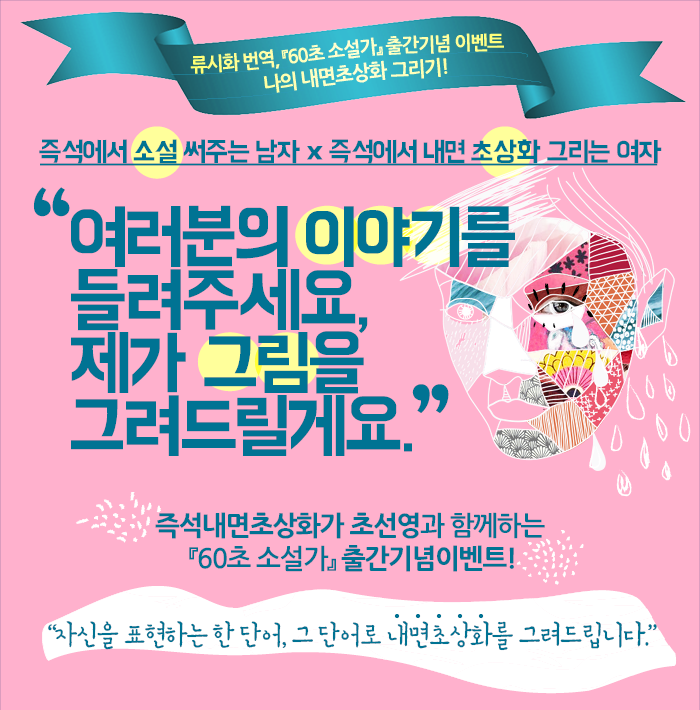 류시화 번역, 『60초 소설가』 출간기념 이벤트
나의 내면초상화 그리기!
즉석에서 소설 써주는 남자 x 즉석에서 내면 초상화 그리는 여자
“여러분의 이야기를
들려주세요,
제가 그림을
그려드릴게요.”
즉석내면초상화가 초선영과 함께하는
『60초 소설가』 출간기념이벤트!
“자신을 표현하는 한 단어, 그 단어로 내면초상화를 그려드립니다.”